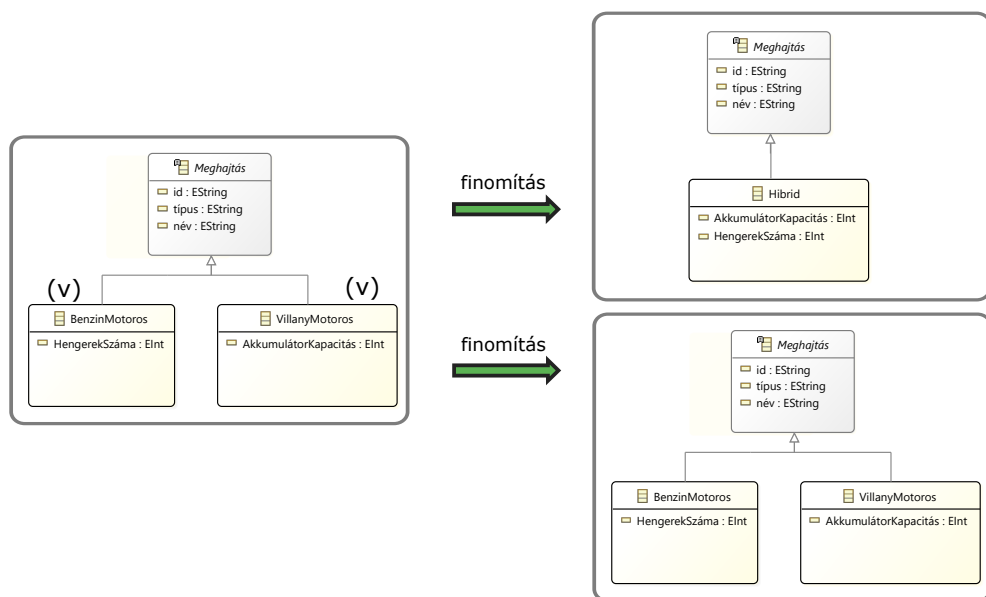 Meghajtás
id : EString
típus : EString
név : EString
(v)
(v)
BenzinMotoros
HengerekSzáma : EInt
VillanyMotoros
AkkumulátorKapacitás : EInt
finomítás
finomítás
Meghajtás
id : EString
típus : EString
név : EString
Hibrid
AkkumulátorKapacitás : EInt
HengerekSzáma : EInt
Meghajtás
id : EString
típus : EString
név : EString
BenzinMotoros
HengerekSzáma : EInt
VillanyMotoros
AkkumulátorKapacitás : EInt